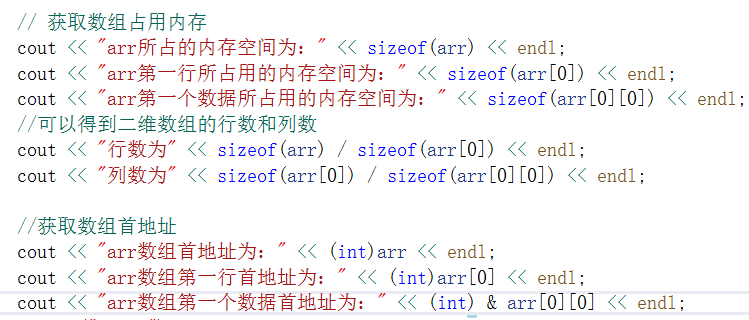 // 获取数组占用内存
cout << "arr所占的内存空间为：" << sizeof(arr) << endl;
cout << "arr第一行所占用的内存空间为：" << sizeof(arr[0]) << endl;
cout << "arr第一个数据所占用的内存空间为：" << sizeof(arr[0][0]) << endl;
//可以得到二维数组的行数和列数
cout << "行数为" << sizeof(arr) / sizeof(arr[0]) << endl;
cout << "列数为" << sizeof(arr[0]) / sizeof(arr[0][0]) << endl;
//获取数组首地址
cout << "arr数组首地址为：" << (int)arr << endl;
cout << "arr数组第一行首地址为：" << (int)arr[0] << endl;
cout << "arr数组第一个数据首地址为：" << (int) & arr[0][0] << endl;